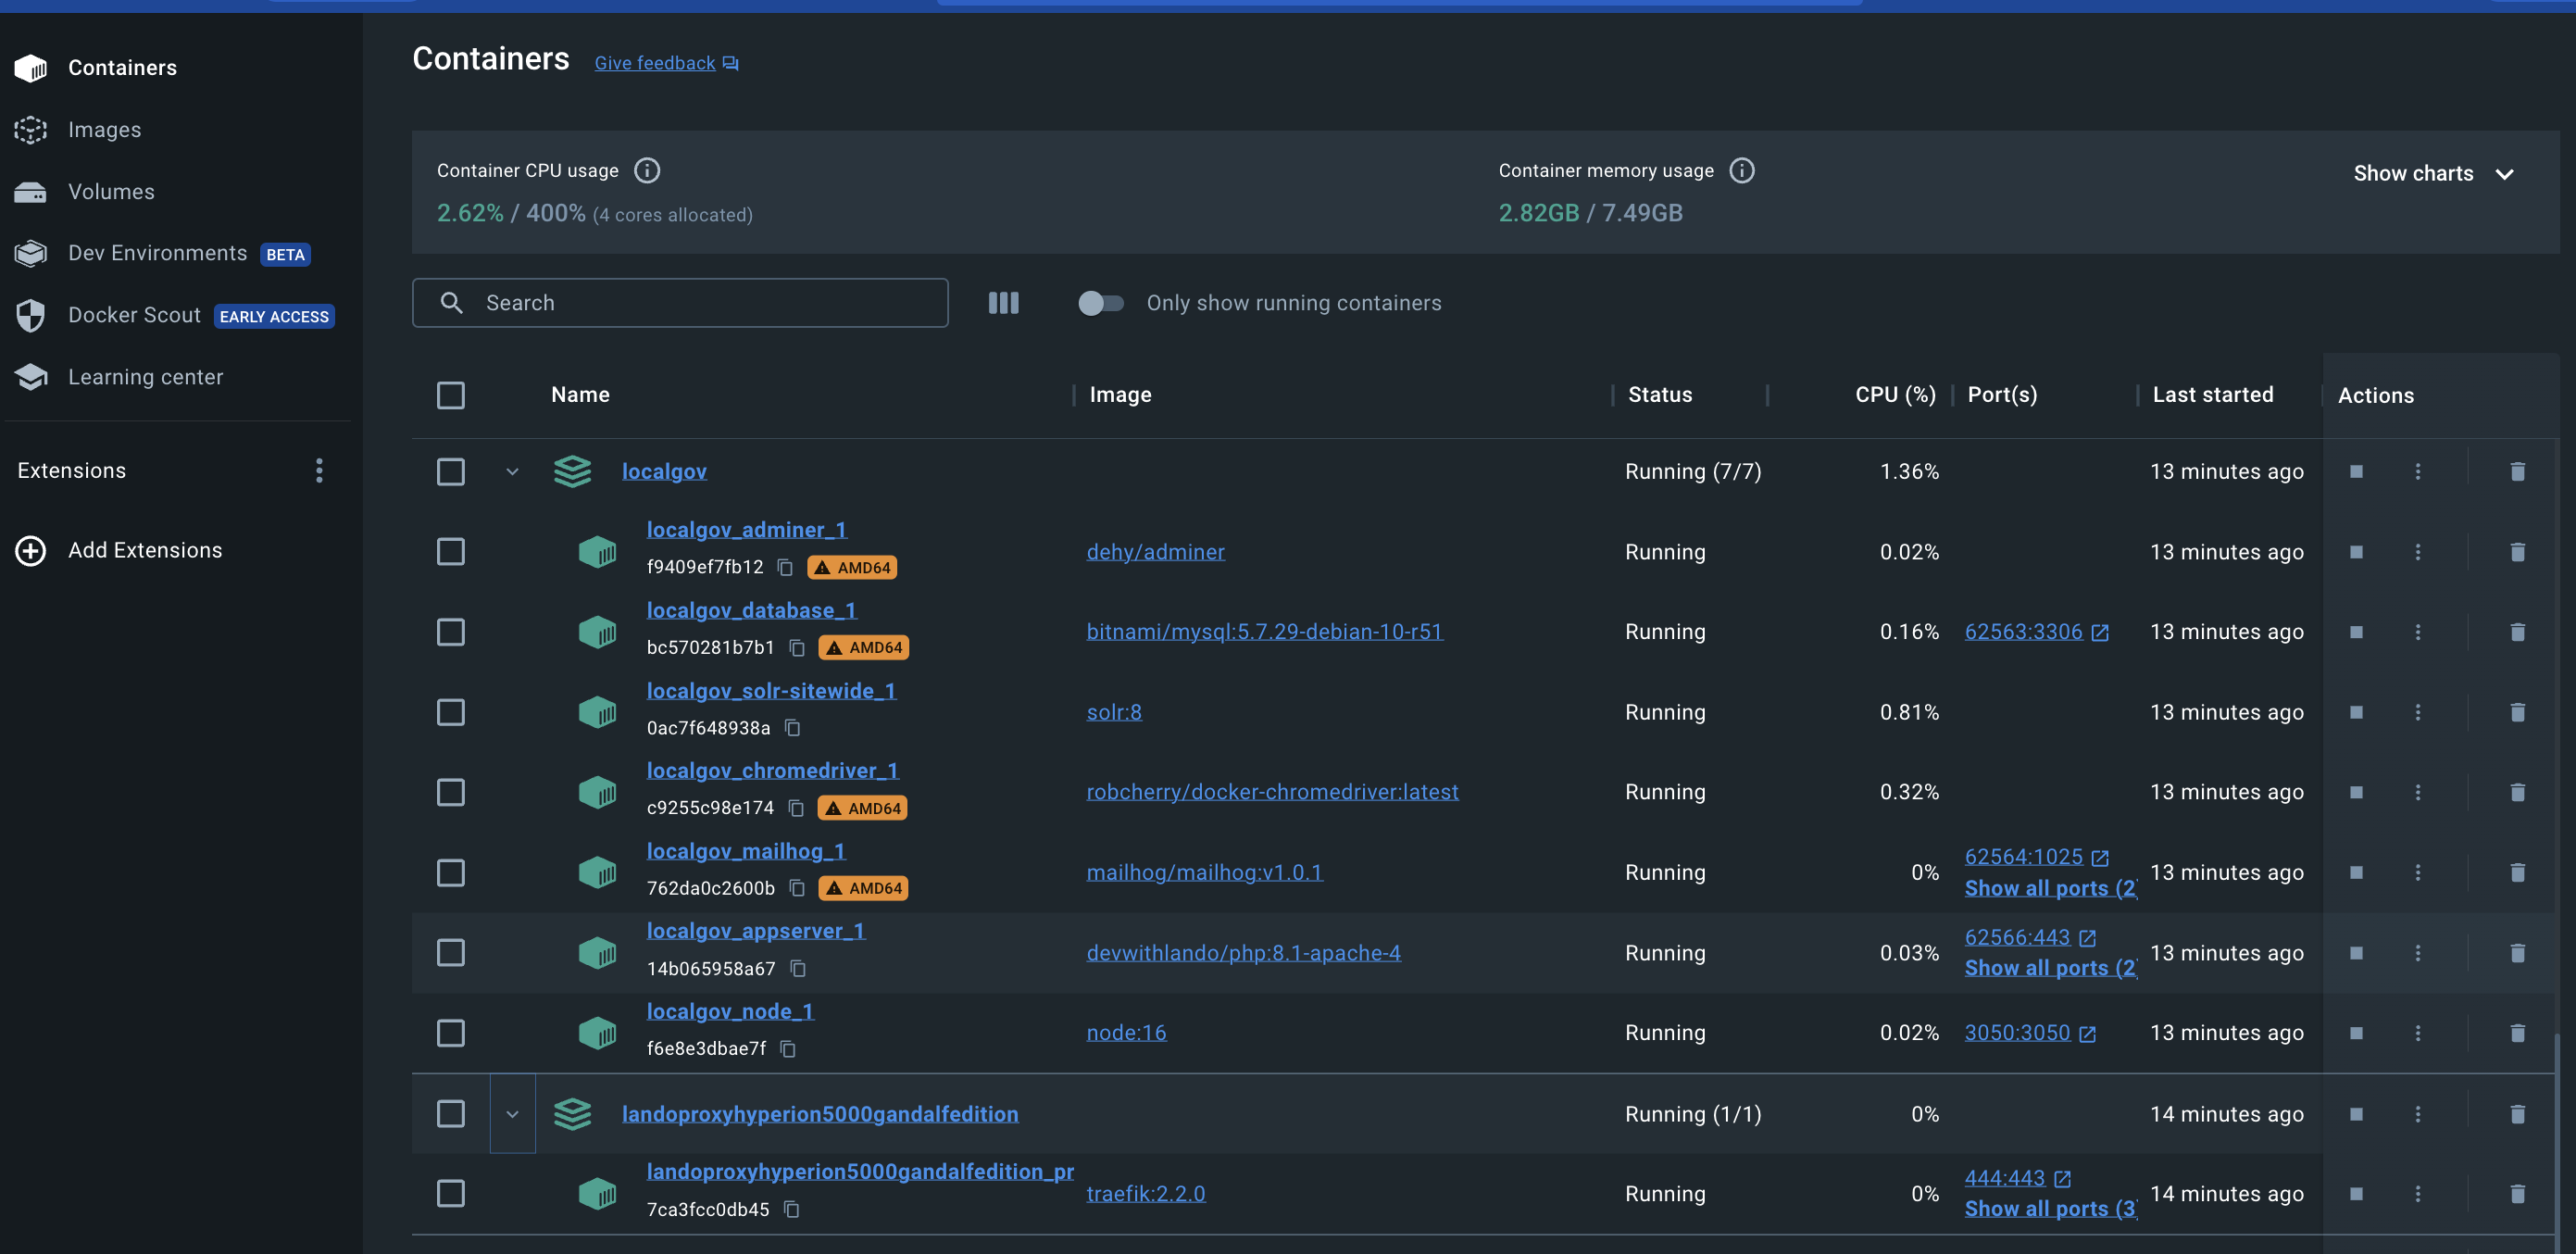 Containers
Images
Volumes
Dev Environments BETA
Docker Scout EARLY ACCESS
Learning center
Extensions
Add Extensions
Containers Give feedback
Container CPU usage
2.62% / 400% (4 cores allocated)
Container memory usage
2.82GB / 7.49GB
Show charts
Search
Only show running containers
Name Image Status CPU (%) Port(s) Last started Actions
localgov Running (7/7) 1.36% 13 minutes ago
localgov_adminer_1
f9409ef7fb12 AMD64
dehy/adminer Running 0.02% 13 minutes ago
localgov_database_1
bc570281b7b1 AMD64
bitnami/mysql:5.7.29-debian-10-r51 Running 0.16% 62563:3306 13 minutes ago
localgov_solr-sitewide_1
0ac7f648938a
solr:8 Running 0.81% 13 minutes ago
localgov_chromedriver_1
c9255c98e174 AMD64
robcherry/docker-chromedriver:latest Running 0.32% 13 minutes ago
localgov_mailhog_1
762da0c2600b AMD64
mailhog/mailhog:v1.0.1 Running 0% 62564:1025
Show all ports (2
13 minutes ago
localgov_appserver_1
14b065958a67
devwithlando/php:8.1-apache-4 Running 0.03% 62566:443
Show all ports (2
13 minutes ago
localgov_node_1
f6e8e3dbae7f
node:16 Running 0.02% 3050:3050 13 minutes ago
landoproxyhyperion5000gandalfedition Running (1/1) 0% 14 minutes ago
landoproxyhyperion5000gandalfedition_pr
7ca3fcc0db45
traefik:2.2.0 Running 0% 444:443
Show all ports (3
14 minutes ago